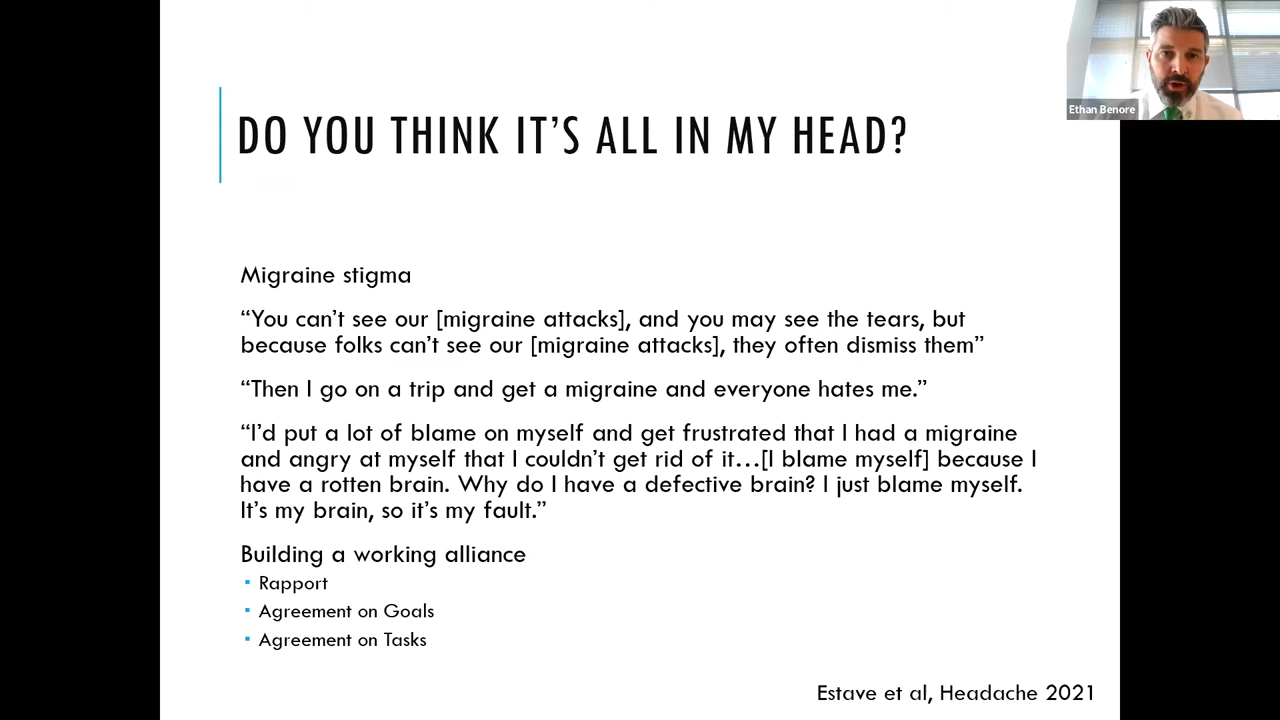 Ethan Benore
DO YOU THINK IT'S ALL IN MY HEAD?
Migraine stigma
“You can't see our [migraine attacks], and you may see the tears, but
because folks can't see our [migraine attacks], they often dismiss them”
“Then I go on a trip and get a migraine and everyone hates me.”
“I'd put a lot of blame on myself and get frustrated that I had a migraine
and angry at myself that I couldn't get rid of it…[I blame myself] because I
have a rotten brain. Why do I have a defective brain? I just blame myself.
It's my brain, so it's my fault.”
Building a working alliance
▪ Rapport
▪ Agreement on Goals
▪ Agreement on Tasks
Estave et al, Headache 2021